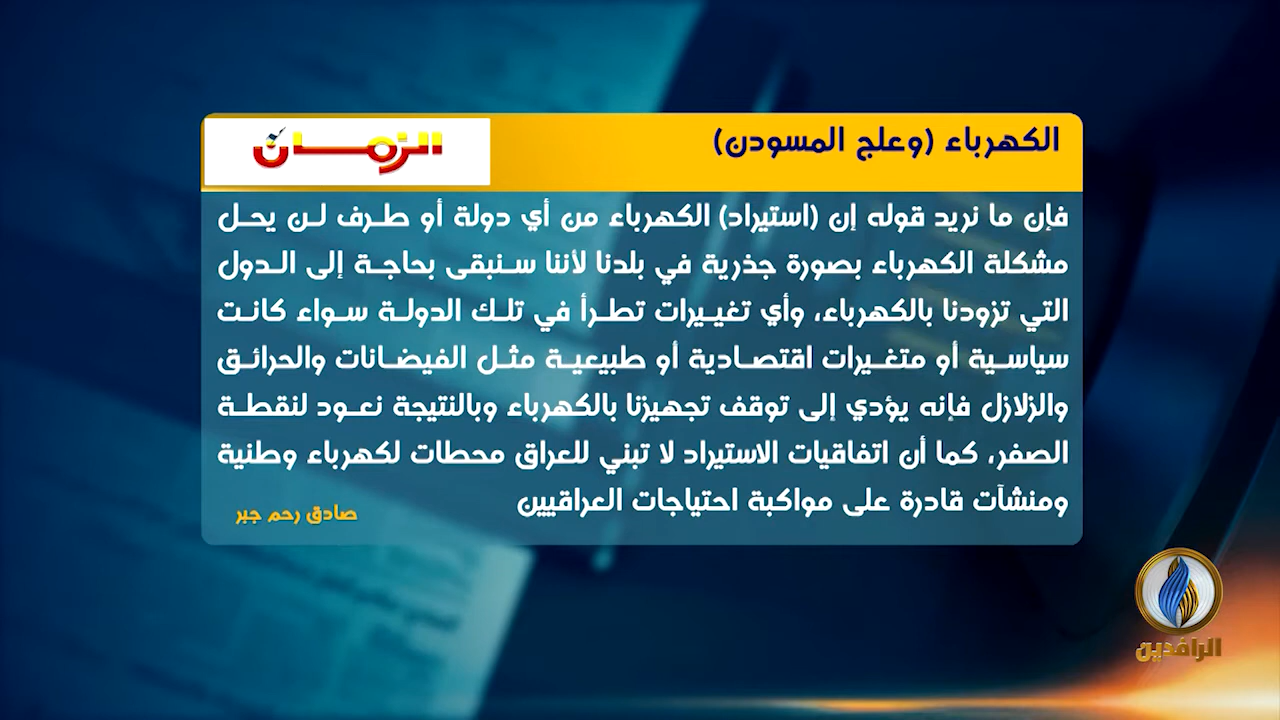 الكهرباء (وعلج المسودن)
الزمان
فإن ما نريد قوله إن (استيراد) الكهرباء من أي دولة أو طرف لن يحل
مشكلة الكهرباء بصورة جذرية في بلدنا لأننا سنبقى بحاجة إلى الدول
التي تزودنا بالكهرباء، وأي تغييرات تطرأ في تلك الدولة سواء كانت
سياسية أو متغيرات اقتصادية أو طبيعية مثل الفيضانات والحرائق
والزلازل فإنه يؤدي إلى توقف تجهيزنا بالكهرباء وبالنتيجة نعود لنقطة
الصفر، كما أن اتفاقيات الاستيراد لا تبني للعراق محطات لكهرباء وطنية
ومنشآت قادرة على مواكبة احتياجات العراقيين
صادق رحم جبر
الرافدين